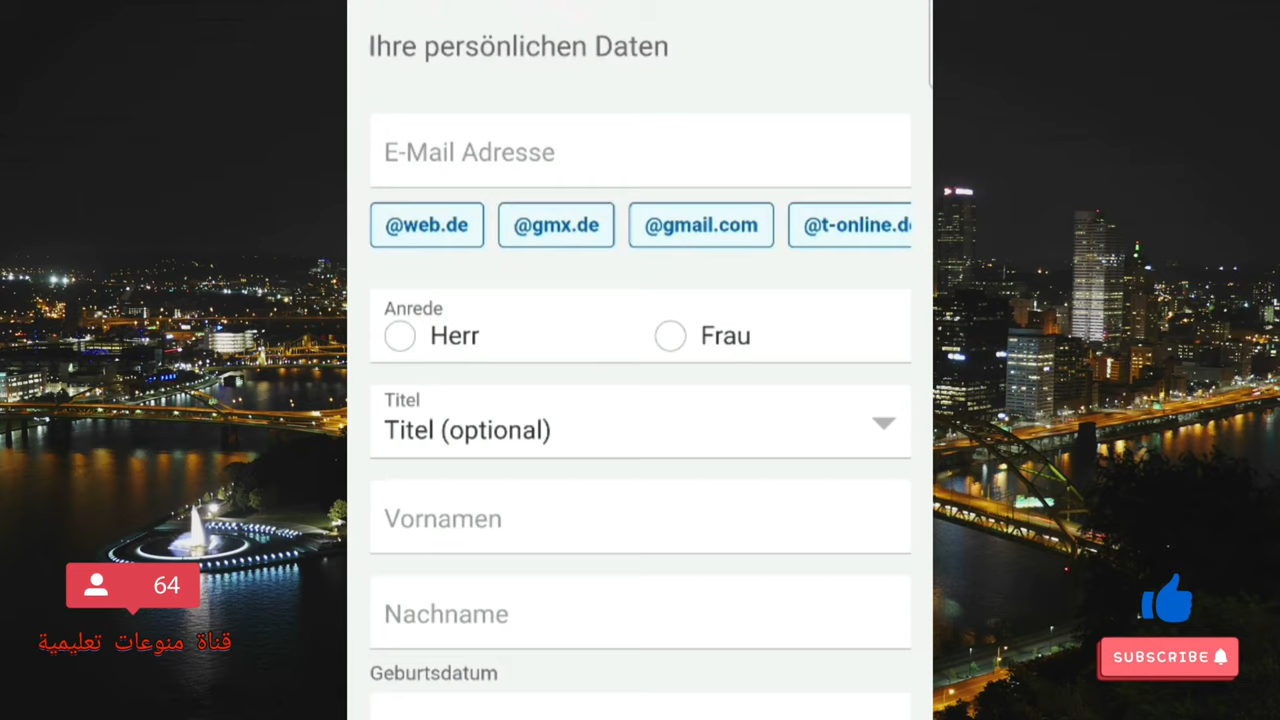 Ihre persönlichen Daten
E-Mail Adresse
@web.de @gmx.de @gmail.com @t-online.de
Anrede
Herr Frau
Titel
Titel (optional)
Vornamen
Nachname
Geburtsdatum
64
قناة منوعات تعليمية
SUBSCRIBE